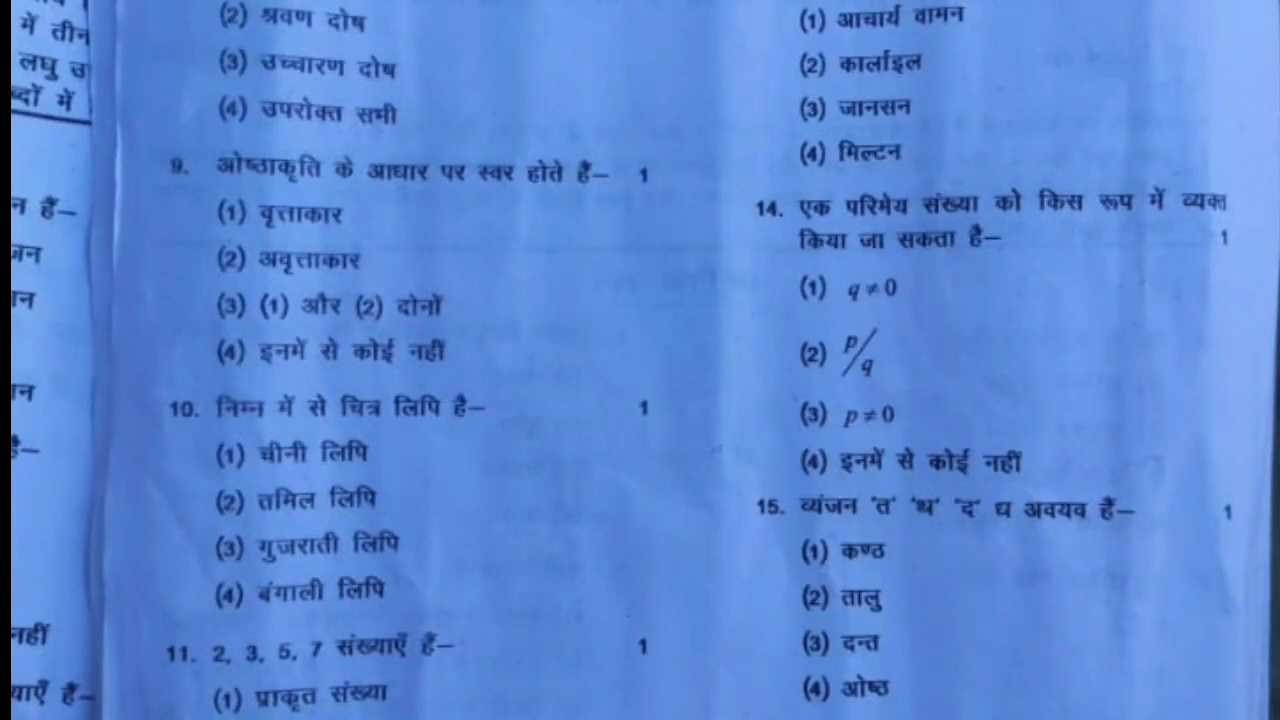 में तीन
लघु
में
हैं–
नहीं
हैं–
(2) श्रवण दोष
(3) उच्चारण दोष
(4) उपरोक्त सभी
9. ओष्ठाकृति के आधार पर स्वर होते हैं– 1
(1) वृत्ताकार
(2) अवृत्ताकार
(3) (1) और (2) दोनों
(4) इनमें से कोई नहीं
10. निम्न में से चित्र लिपि है– 1
(1) चीनी लिपि
(2) तमिल लिपि
(3) गुजराती लिपि
(4) बंगाली लिपि
11. 2, 3, 5, 7 संख्याएँ हैं– 1
(1) प्राकृत संख्या
(1) आचार्य वामन
(2) कार्लाइल
(3) जानसन
(4) मिल्टन
14. एक परिमेय संख्या को किस रूप में व्यक्त
किया जा सकता है– 1
(1) q≠0
(2) p/q
(3) p≠0
(4) इनमें से कोई नहीं
15. व्यंजन 'त' 'थ' 'द' ध अवयव हैं– 1
(1) कण्ठ
(2) तालु
(3) दन्त
(4) ओष्ठ